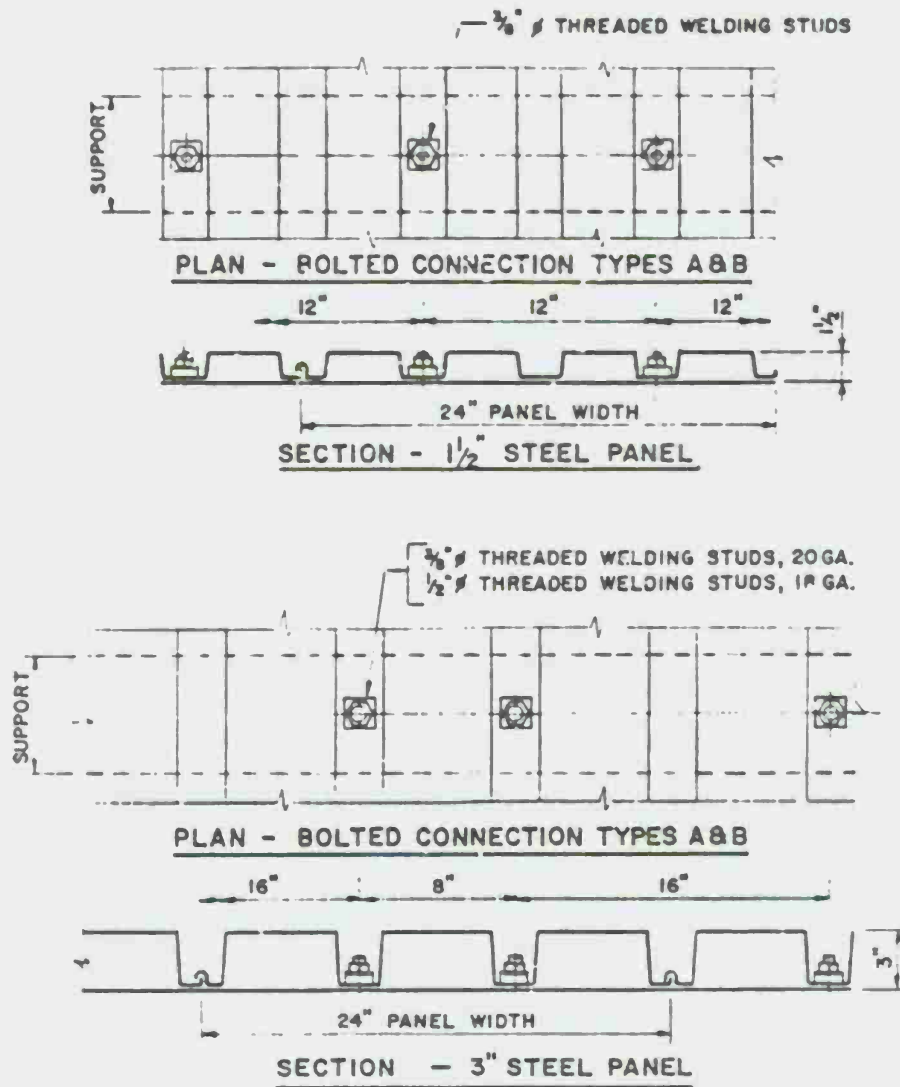 3/8" ø THREADED WELDING STUDS
SUPPORT
PLAN - BOLTED CONNECTION TYPES A&B
12" 12" 12"
1 1/2"
24" PANEL WIDTH
SECTION - 1 1/2" STEEL PANEL
3/8" ø THREADED WELDING STUDS, 20 GA.
1/2" ø THREADED WELDING STUDS, 18 GA.
SUPPORT
PLAN - BOLTED CONNECTION TYPES A&B
16" 8" 16"
3"
24" PANEL WIDTH
SECTION - 3" STEEL PANEL